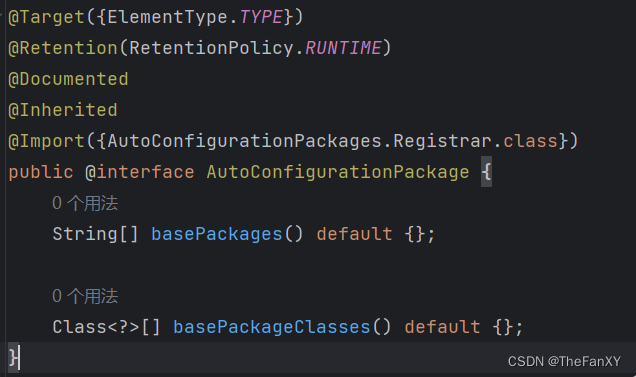 @Target({ElementType.TYPE})
@Retention(RetentionPolicy.RUNTIME)
@Documented
@Inherited
@Import({AutoConfigurationPackages.Registrar.class})
public @interface AutoConfigurationPackage {
0 个用法
String[] basePackages() default {};
0 个用法
Class<?>[] basePackageClasses() default {};
}
CSDN @TheFanXY